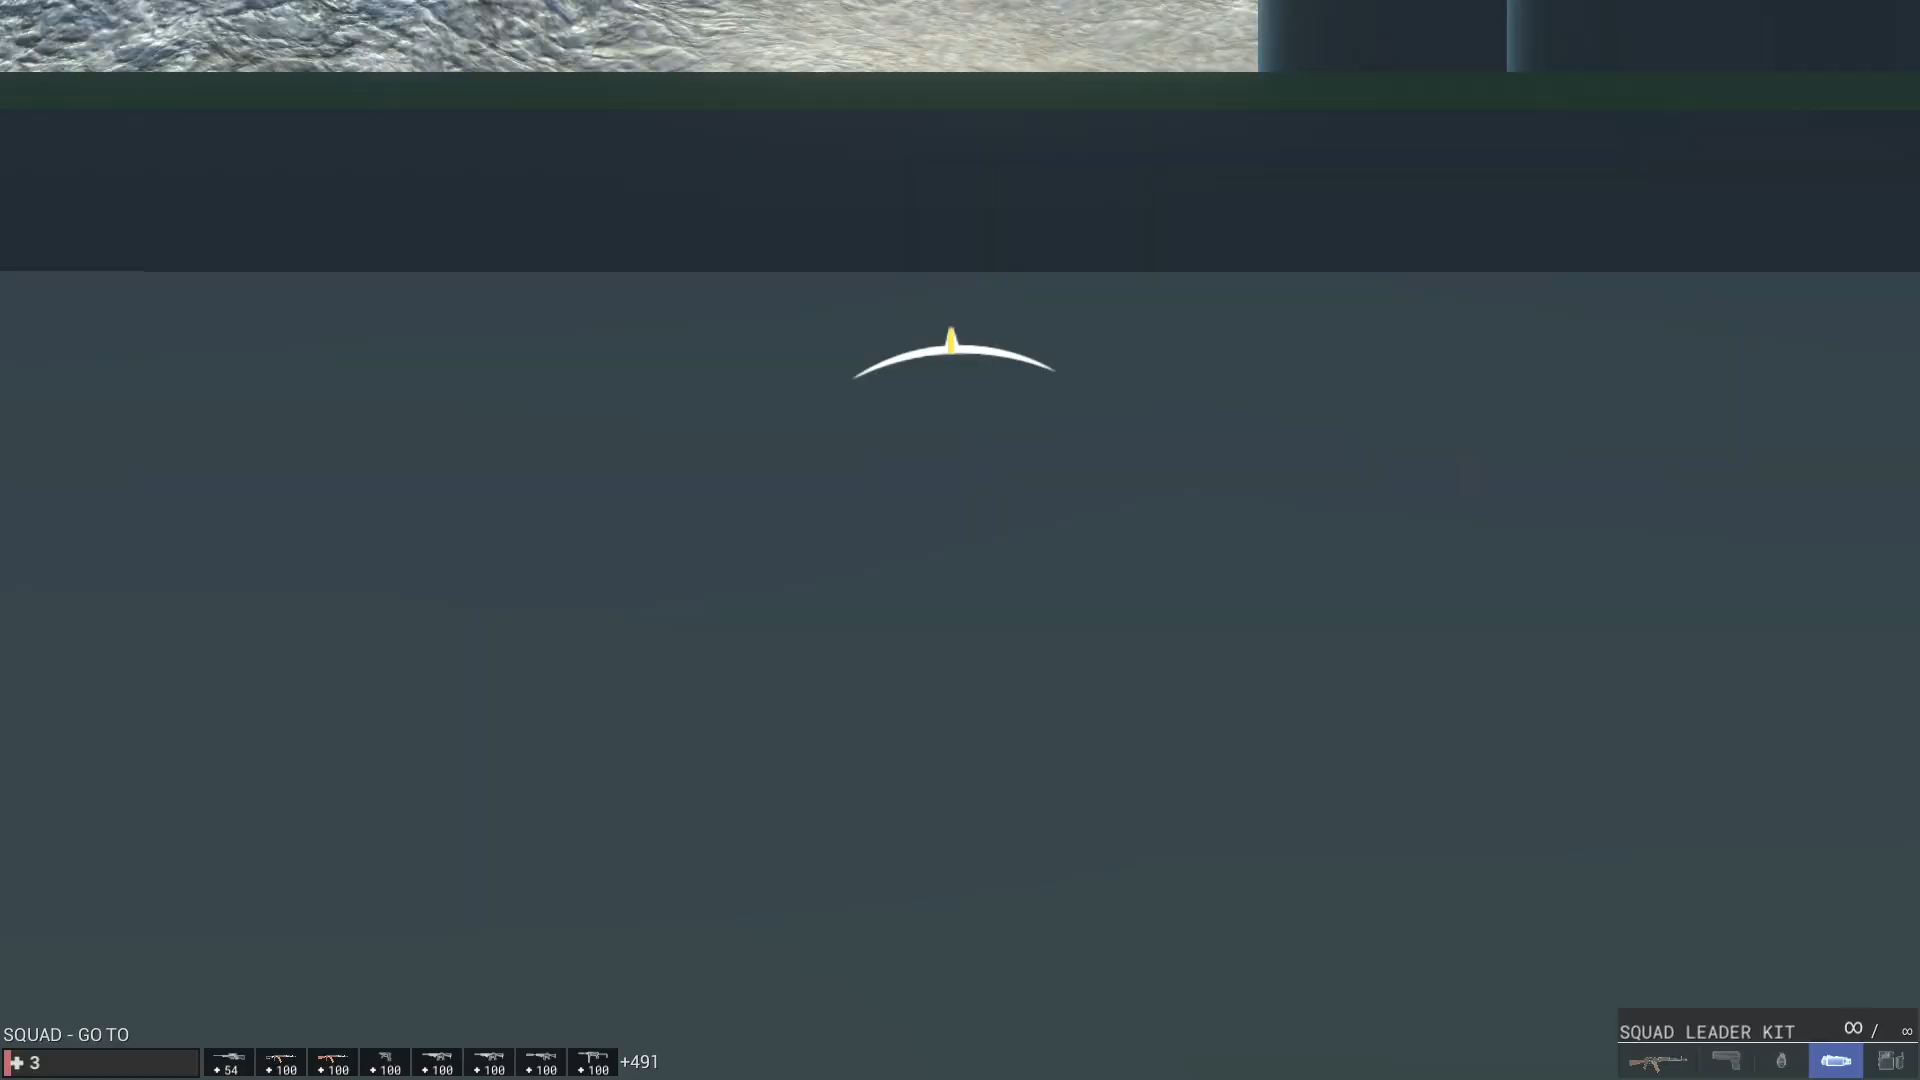 SQUAD - GO TO
3
54 100 100 100 100 100 100 100 +491
SQUAD LEADER KIT ∞ / ∞